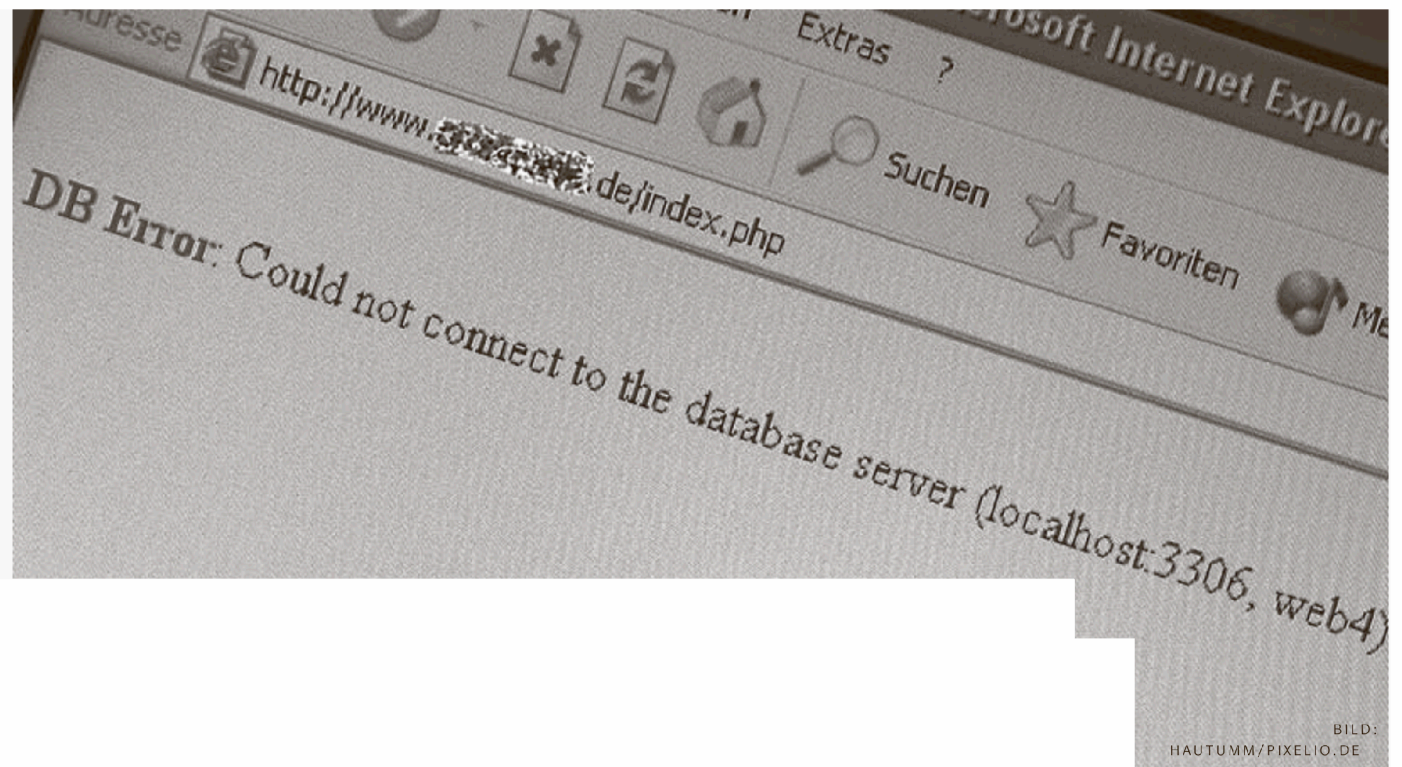 Microsoft Internet Explorer
Extras ?
Suchen Favoriten
Adresse http://www. .de/index.php
DB Error: Could not connect to the database server (localhost:3306, web4)
BILD:
HAUTUMM/PIXELIO.DE